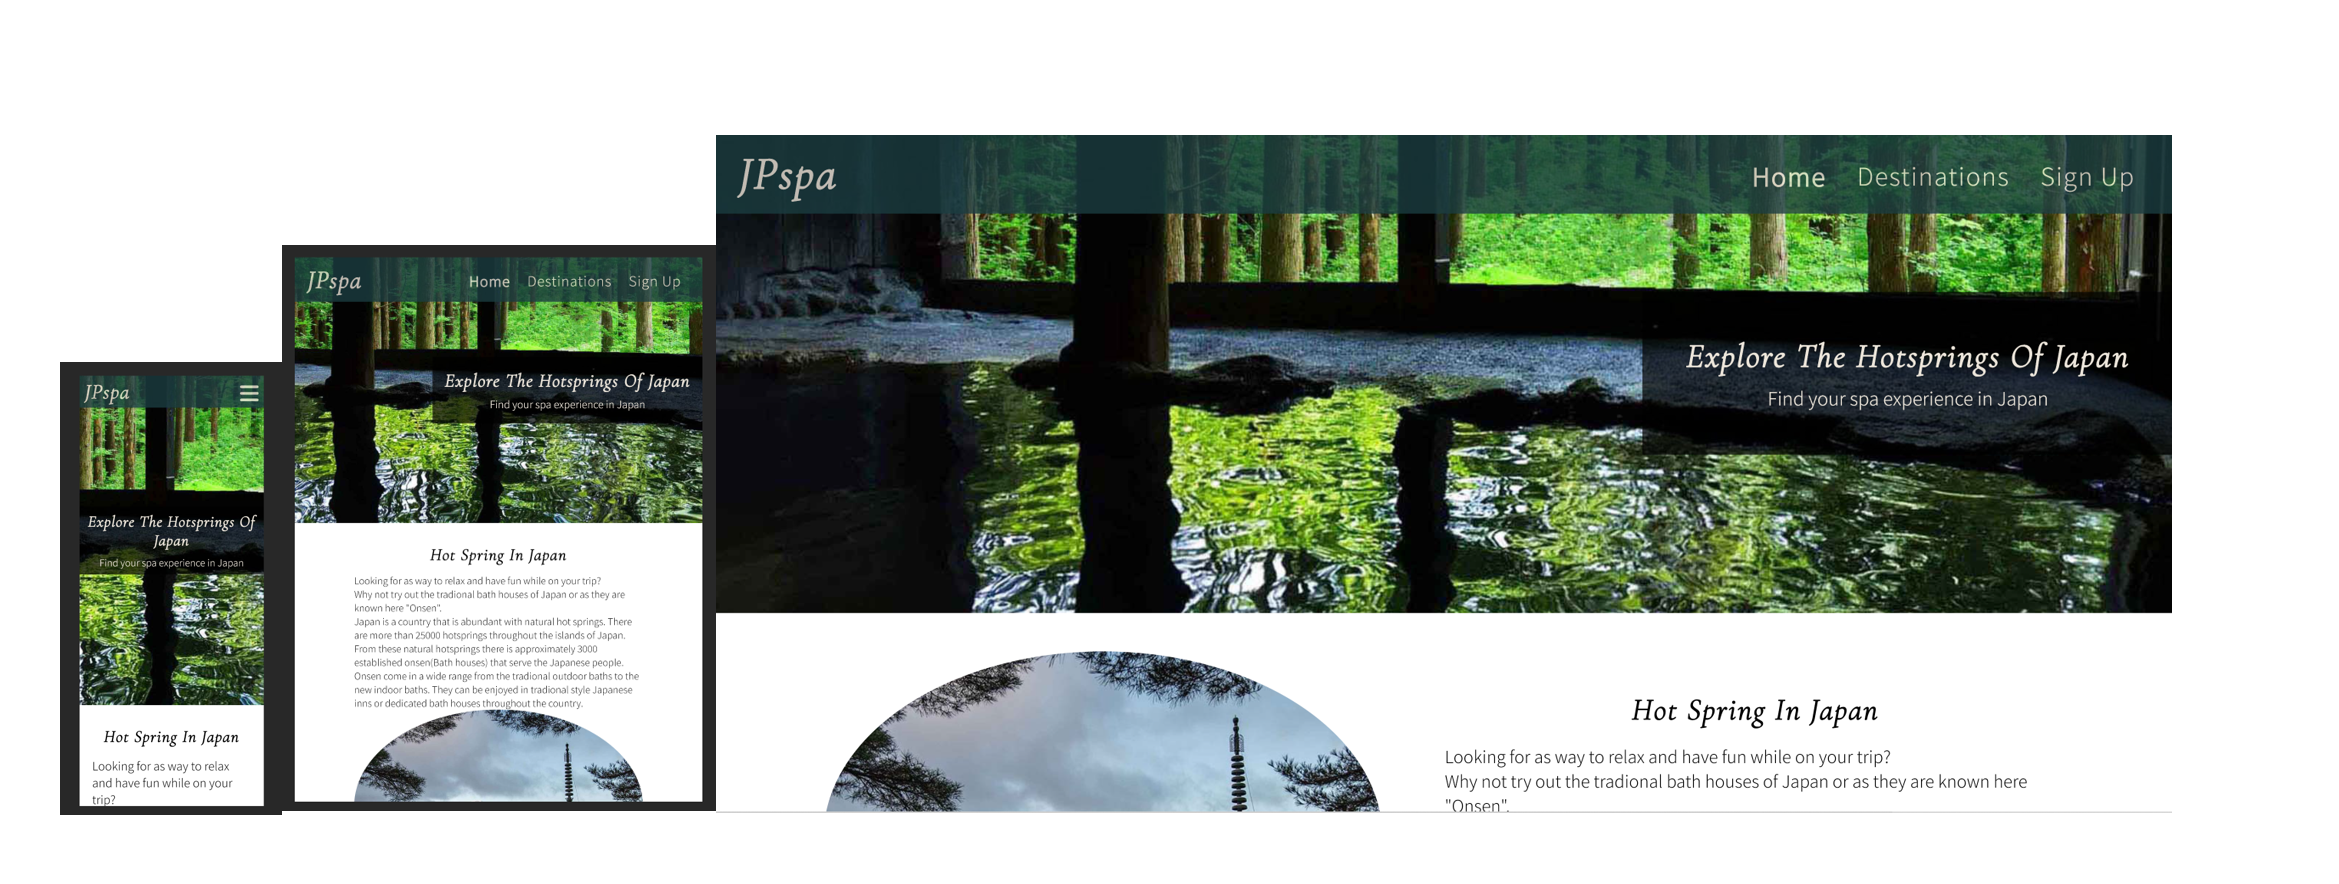 JPspa
Explore The Hotsprings Of
Japan
Find your spa experience in Japan
Hot Spring In Japan
Looking for as way to relax
and have fun while on your
trip?
JPspa Home Destinations Sign Up
Explore The Hotsprings Of Japan
Find your spa experience in Japan
Hot Spring In Japan
Looking for as way to relax and have fun while on your trip?
Why not try out the tradional bath houses of Japan or as they are
known here "Onsen".
Japan is a country that is abundant with natural hot springs. There
are more than 25000 hotsprings throughout the islands of Japan.
From these natural hotsprings there is approximately 3000
established onsen(Bath houses) that serve the Japanese people.
Onsen come in a wide range from the tradional outdoor baths to the
new indoor baths. They can be enjoyed in tradional style Japanese
inns or dedicated bath houses throughout the country.
JPspa Home Destinations Sign Up
Explore The Hotsprings Of Japan
Find your spa experience in Japan
Hot Spring In Japan
Looking for as way to relax and have fun while on your trip?
Why not try out the tradional bath houses of Japan or as they are known here
"Onsen".